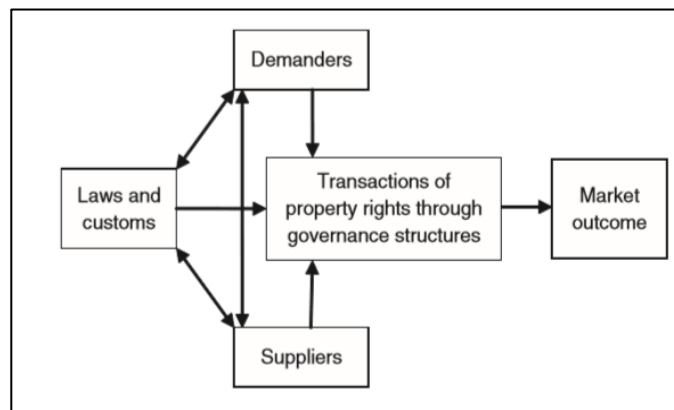 Demanders
Laws and
customs
Transactions of
property rights through
governance structures
Market
outcome
Suppliers